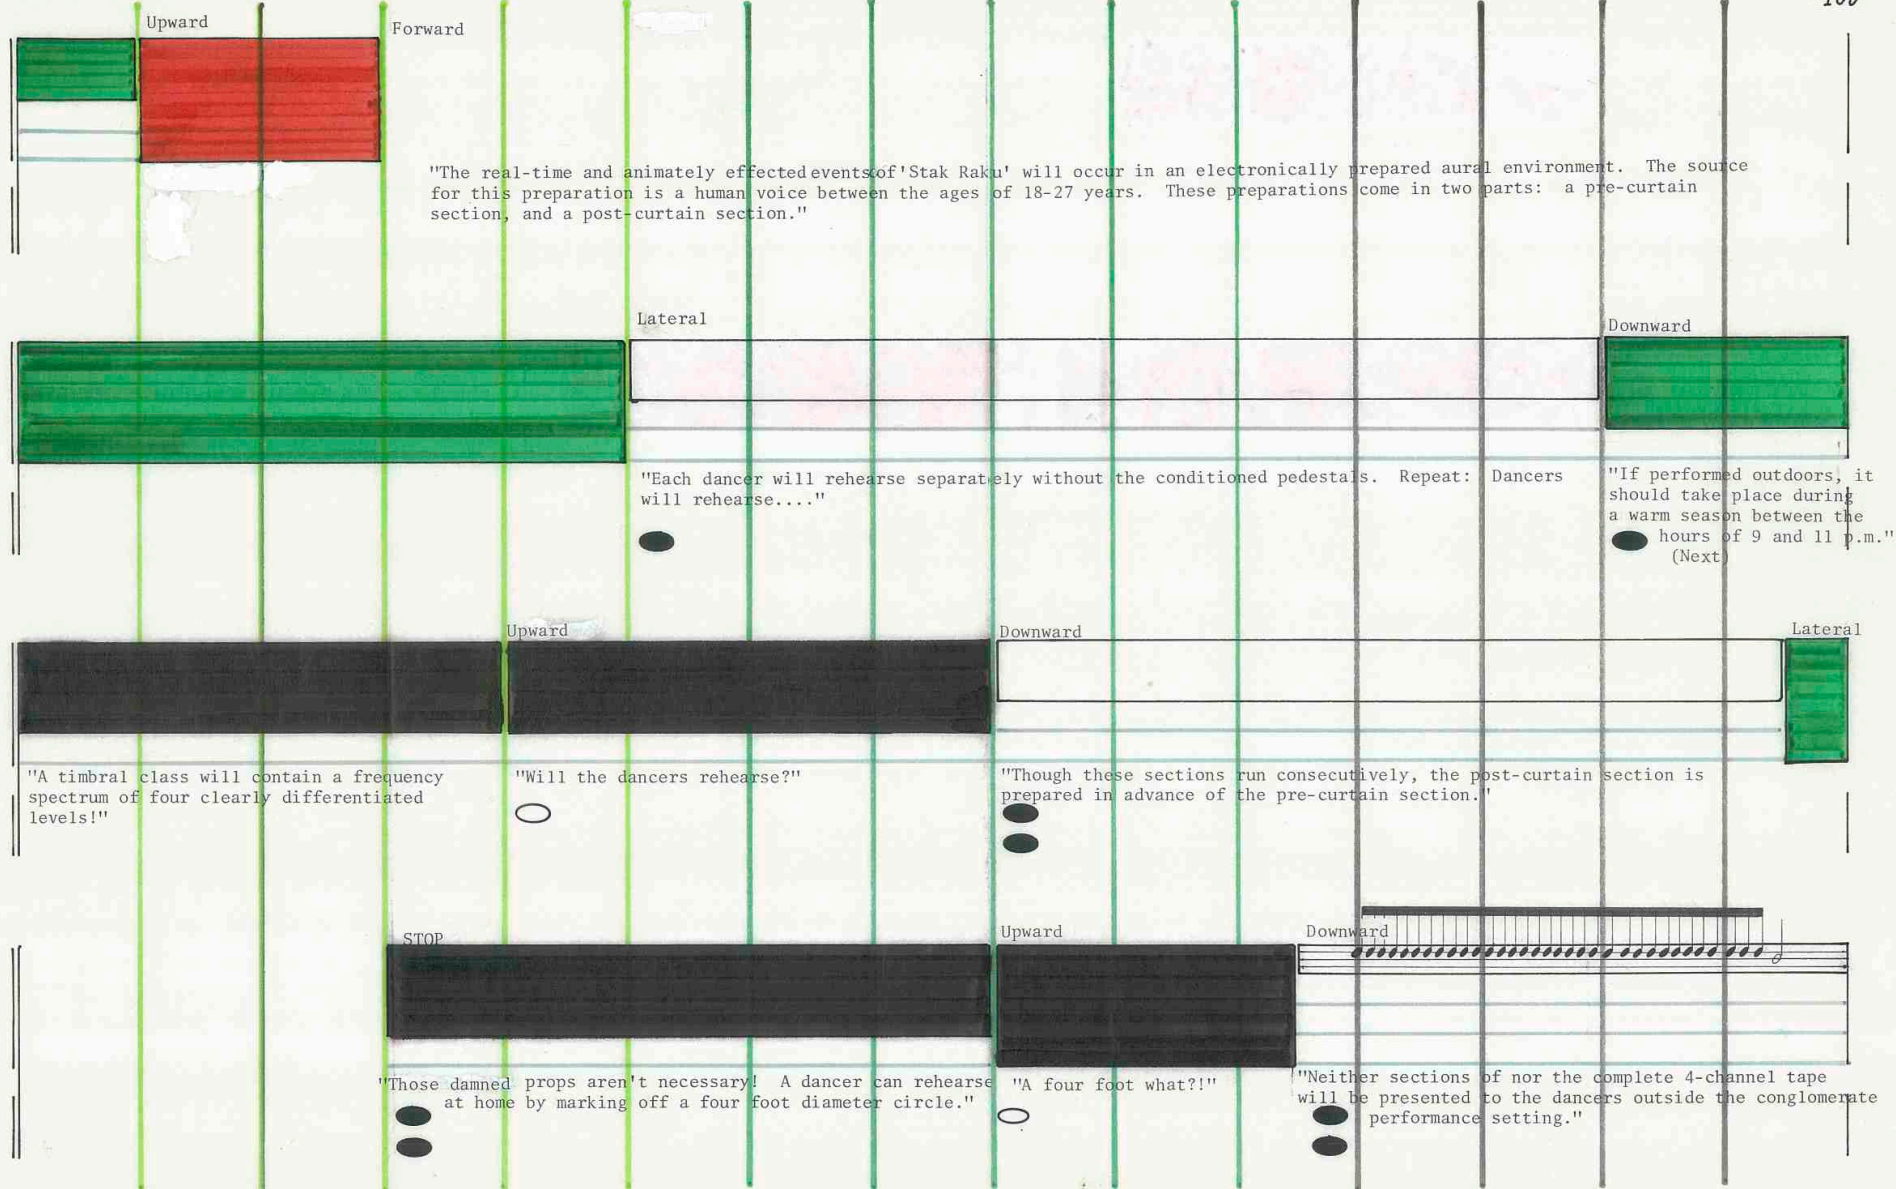 Upward
Forward
"The real-time and animately effected events of 'Stak Raku' will occur in an electronically prepared aural environment. The source
for this preparation is a human voice between the ages of 18-27 years. These preparations come in two parts: a pre-curtain
section, and a post-curtain section."
Lateral
Downward
"Each dancer will rehearse separately without the conditioned pedestals. Repeat: Dancers
will rehearse...."
"If performed outdoors, it
should take place during
a warm season between the
hours of 9 and 11 p.m."
(Next)
Upward
Downward
Lateral
"A timbral class will contain a frequency
spectrum of four clearly differentiated
levels!"
"Will the dancers rehearse?"
"Though these sections run consecutively, the post-curtain section is
prepared in advance of the pre-curtain section."
STOP
Upward
Downward
"Those damned props aren't necessary! A dancer can rehearse
at home by marking off a four foot diameter circle."
"A four foot what?!"
"Neither sections of nor the complete 4-channel tape
will be presented to the dancers outside the conglomerate
performance setting."